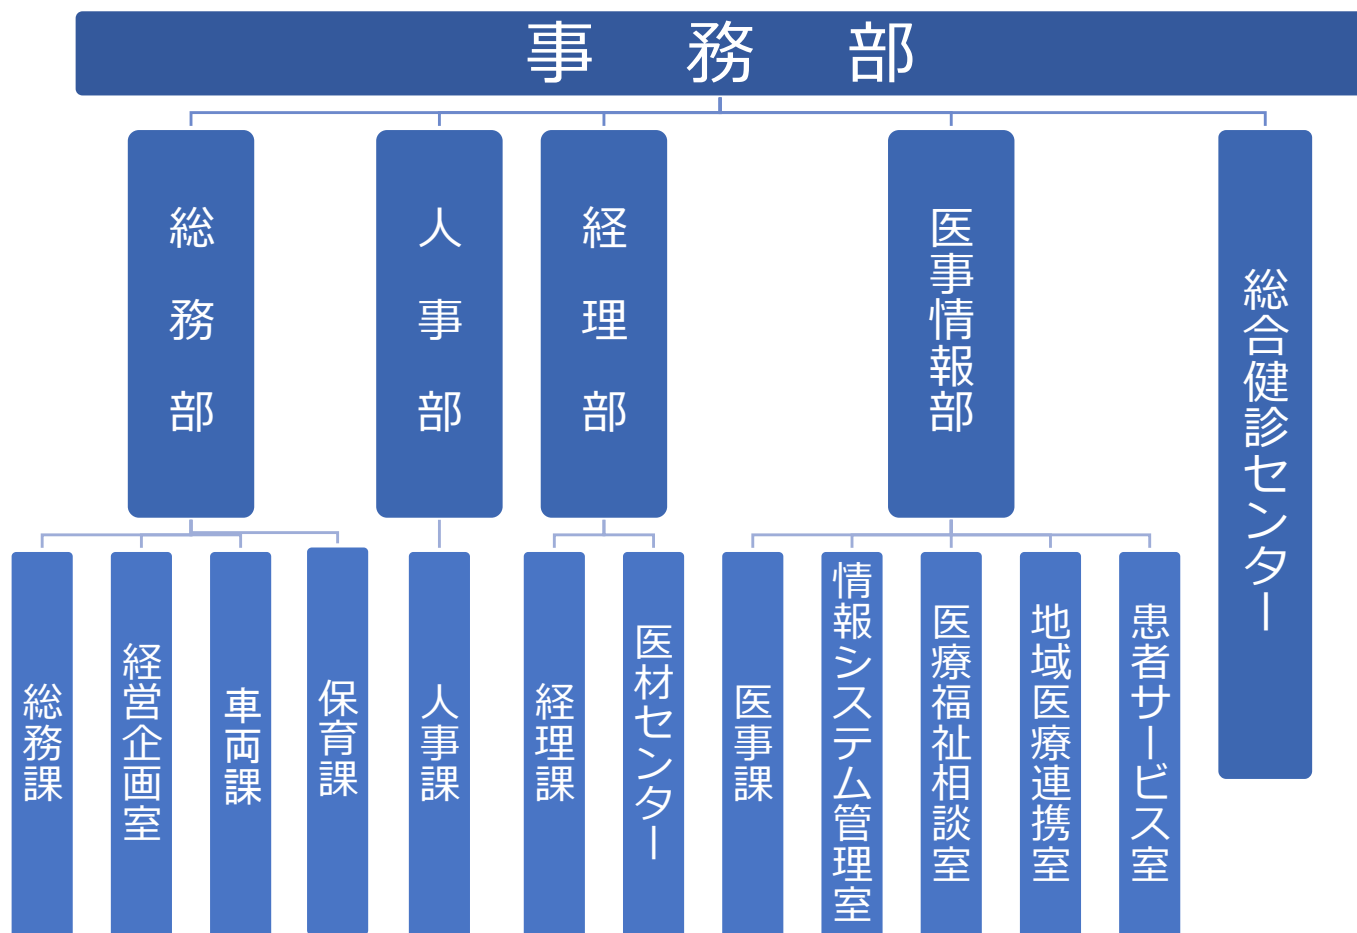 事務部
総務部
人事部
経理部
医事情報部
総合健診センター
総務課
経営企画室
車両課
保育課
人事課
経理課
医材センター
医事課
情報システム管理室
医療福祉相談室
地域医療連携室
患者サービス室